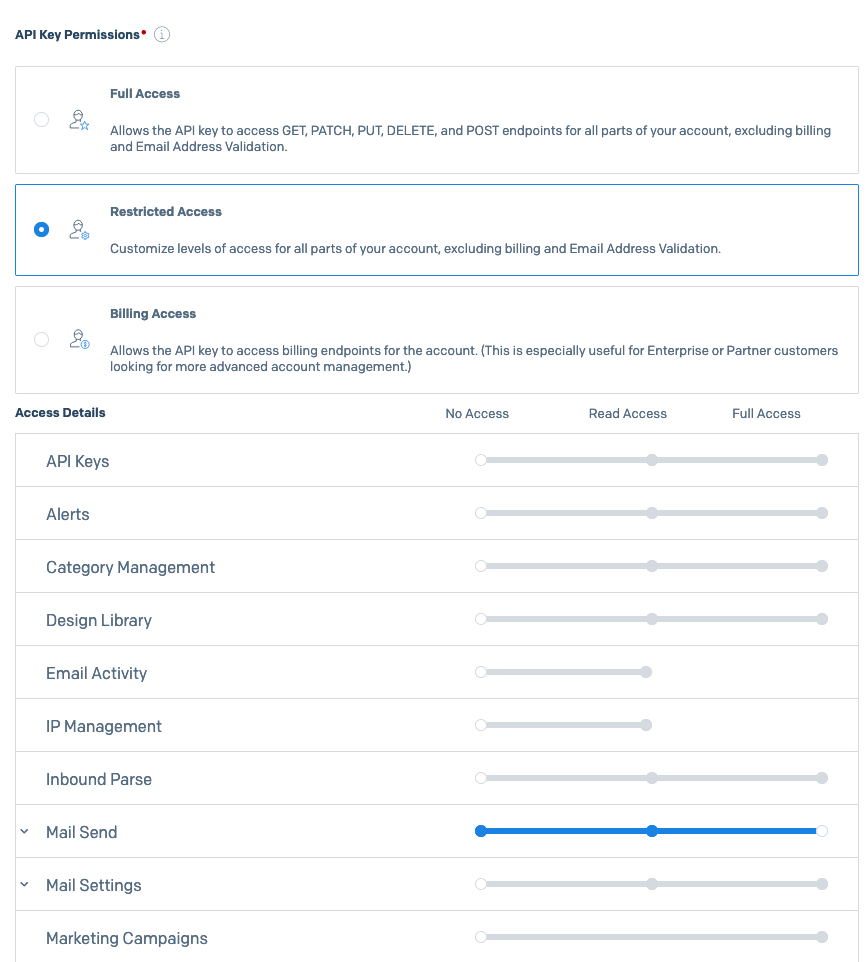 API Key Permissions*
Full Access
Allows the API key to access GET, PATCH, PUT, DELETE, and POST endpoints for all parts of your account, excluding billing
and Email Address Validation.
Restricted Access
Customize levels of access for all parts of your account, excluding billing and Email Address Validation.
Billing Access
Allows the API key to access billing endpoints for the account. (This is especially useful for Enterprise or Partner customers
looking for more advanced account management.)
Access Details No Access Read Access Full Access
API Keys
Alerts
Category Management
Design Library
Email Activity
IP Management
Inbound Parse
Mail Send
Mail Settings
Marketing Campaigns